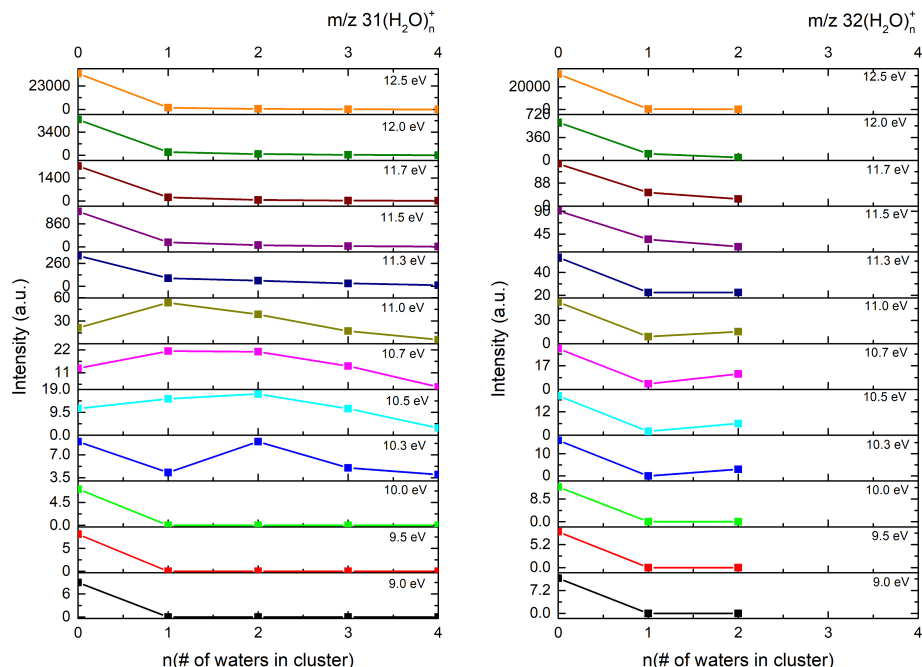 m/z 31(H2O)n+
0 1 2 3 4
Intensity (a.u.)
23000
0
12.5 eV
3400
0
12.0 eV
1400
0
11.7 eV
860
0
11.5 eV
260
0
11.3 eV
60
30
11.0 eV
22
11
10.7 eV
19.0
9.5
0.0
10.5 eV
7.0
3.5
10.3 eV
4.5
0.0
10.0 eV
5
0
9.5 eV
6
0
9.0 eV
0 1 2 3 4
n(# of waters in cluster)
m/z 32(H2O)n+
0 1 2 3 4
Intensity (a.u.)
20000
0
12.5 eV
720
360
0
12.0 eV
88
0
11.7 eV
90
45
11.5 eV
40
20
11.3 eV
30
0
11.0 eV
17
0
10.7 eV
12
0
10.5 eV
10
0
10.3 eV
8.5
0.0
10.0 eV
5.2
0.0
9.5 eV
7.2
0.0
9.0 eV
0 1 2 3 4
n(# of waters in cluster)